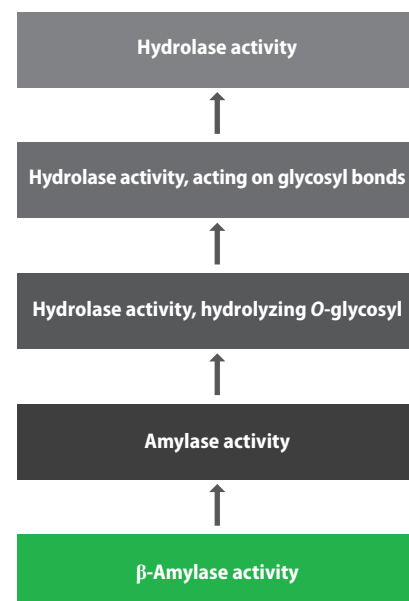 Hydrolase activity
Hydrolase activity, acting on glycosyl bonds
Hydrolase activity, hydrolyzing O-glycosyl
Amylase activity
β-Amylase activity